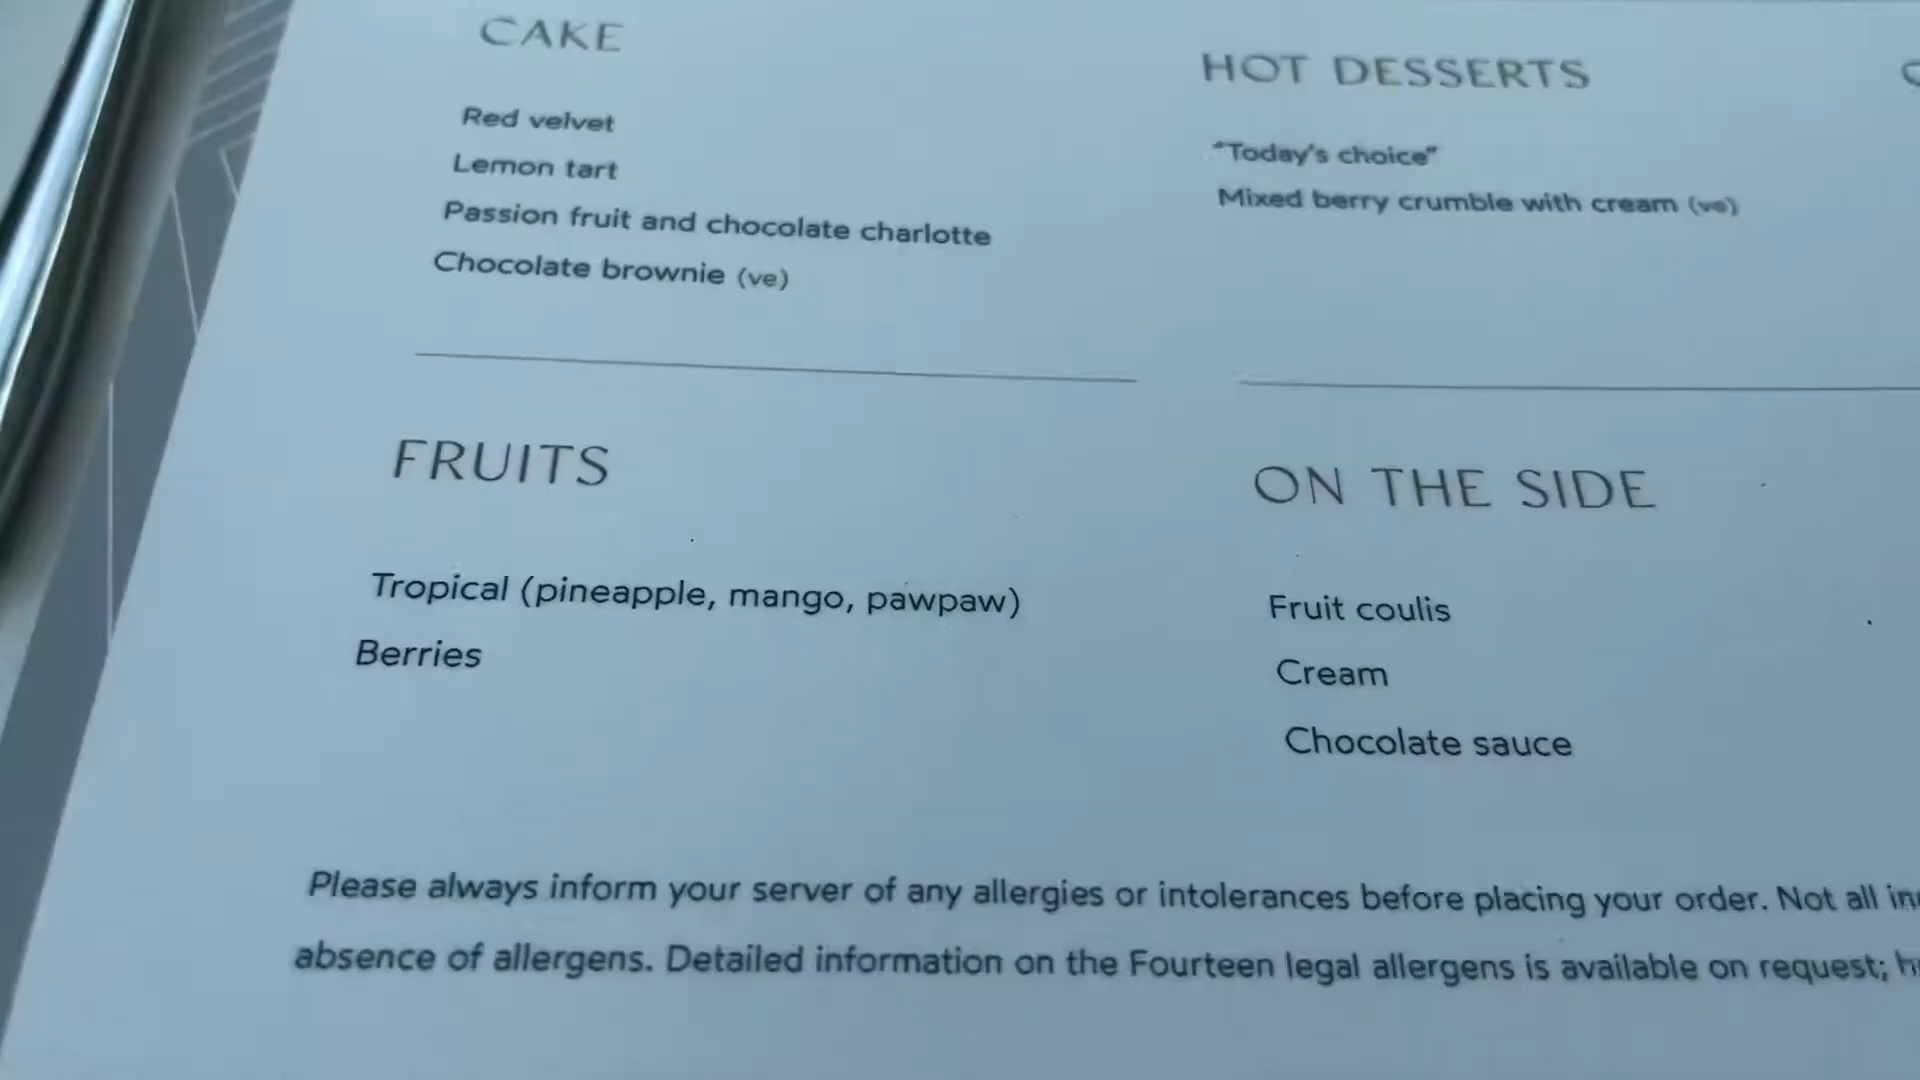 CAKE
Red velvet
Lemon tart
Passion fruit and chocolate charlotte
Chocolate brownie (ve)
HOT DESSERTS
"Today's choice"
Mixed berry crumble with cream (ve)
FRUITS
Tropical (pineapple, mango, pawpaw)
Berries
ON THE SIDE
Fruit coulis
Cream
Chocolate sauce
Please always inform your server of any allergies or intolerances before placing your order. Not all
absence of allergens. Detailed information on the Fourteen legal allergens is available on request;